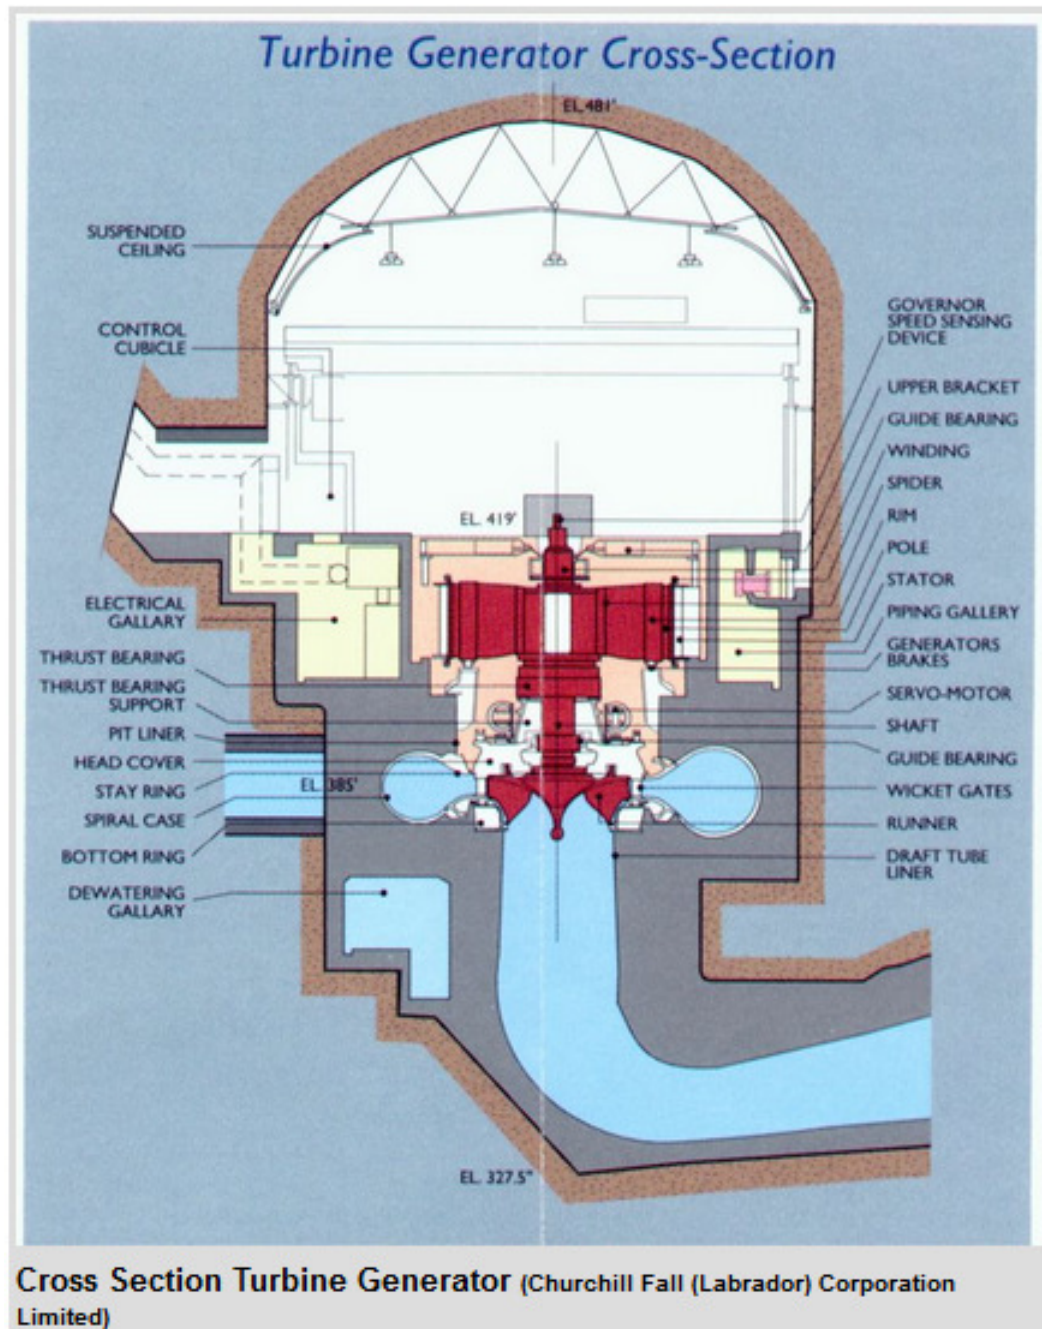 Turbine Generator Cross-Section
EL.481'
SUSPENDED
CEILING
CONTROL
CUBICLE
EL. 419'
ELECTRICAL
GALLARY
THRUST BEARING
THRUST BEARING
SUPPORT
PIT LINER
HEAD COVER
STAY RING
EL. 385'
SPIRAL CASE
BOTTOM RING
DEWATERING
GALLARY
GOVERNOR
SPEED SENSING
DEVICE
UPPER BRACKET
GUIDE BEARING
WINDING
SPIDER
RIM
POLE
STATOR
PIPING GALLERY
GENERATORS
BRAKES
SERVO-MOTOR
SHAFT
GUIDE BEARING
WICKET GATES
RUNNER
DRAFT TUBE
LINER
EL. 327.5"
Cross Section Turbine Generator (Churchill Fall (Labrador) Corporation
Limited)